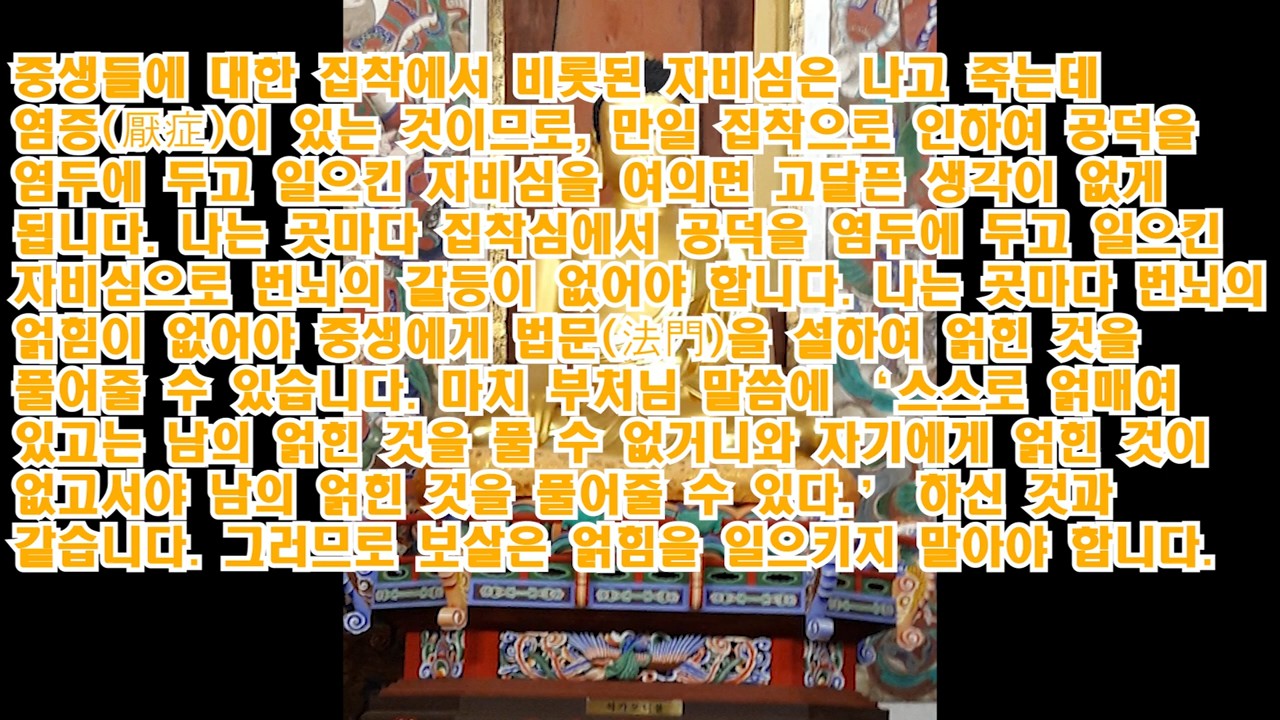 중생들에 대한 집착에서 비롯된 자비심은 나고 죽는데
염증(厭症)이 있는 것이므로, 만일 집착으로 인하여 공덕을
염두에 두고 일으킨 자비심을 여의면 고달픈 생각이 없게
됩니다. 나는 곳마다 집착심에서 공덕을 염두에 두고 일으킨
자비심으로 번뇌의 갈등이 없어야 합니다. 나는 곳마다 번뇌의
얽힘이 없어야 중생에게 법문(法門)을 설하여 얽힌 것을
풀어줄 수 있습니다. 마치 부처님 말씀에 ‘스스로 얽매여
있고는 남의 얽힌 것을 풀 수 없거니와 자기에게 얽힌 것이
없고서야 남의 얽힌 것을 풀어줄 수 있다.’ 하신 것과
같습니다. 그러므로 보살은 얽힘을 일으키지 말아야 합니다.
석가모니불